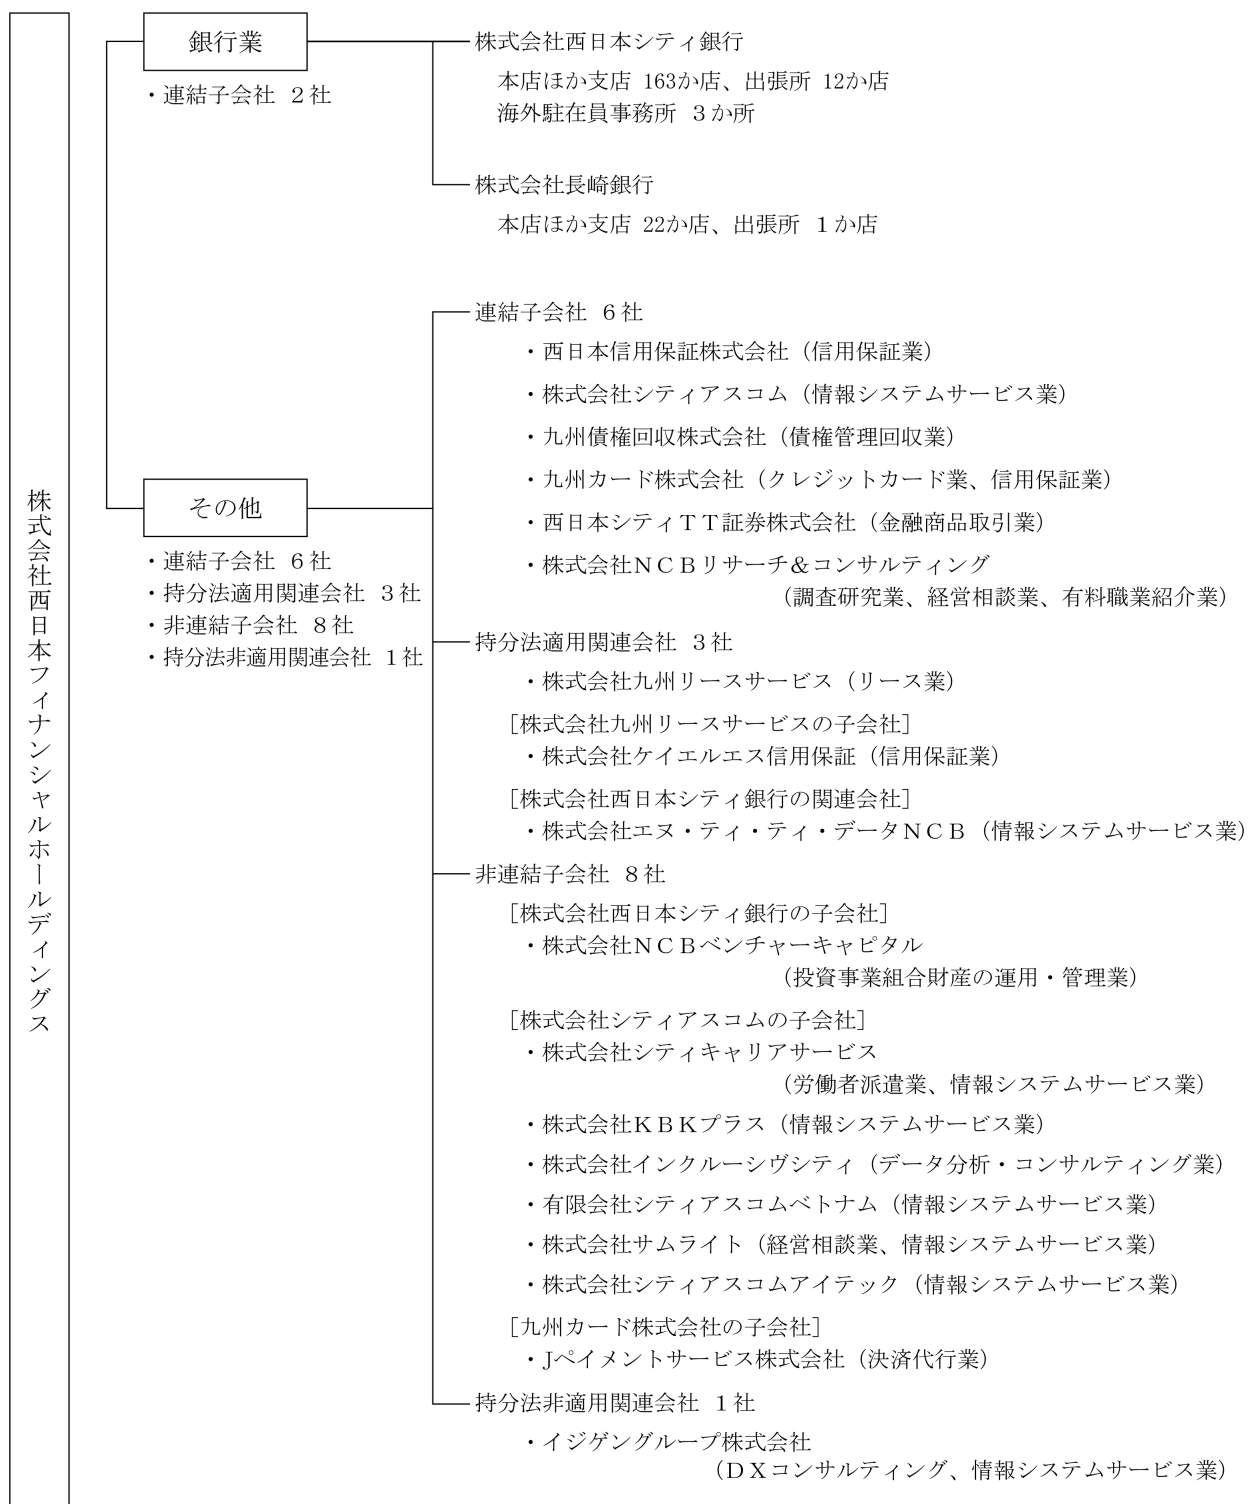 株式会社西日本フィナンシャルホールディングス
銀行業
・連結子会社 ２社
株式会社西日本シティ銀行
本店ほか支店 163か店、出張所 12か店
海外駐在員事務所 ３か所
株式会社長崎銀行
本店ほか支店 22か店、出張所 １か店
その他
・連結子会社 ６社
・持分法適用関連会社 ３社
・非連結子会社 ８社
・持分法非適用関連会社 １社
連結子会社 ６社
・西日本信用保証株式会社（信用保証業）
・株式会社シティアスコム（情報システムサービス業）
・九州債権回収株式会社（債権管理回収業）
・九州カード株式会社（クレジットカード業、信用保証業）
・西日本シティＴＴ証券株式会社（金融商品取引業）
・株式会社ＮＣＢリサーチ＆コンサルティング
（調査研究業、経営相談業、有料職業紹介業）
持分法適用関連会社 ３社
・株式会社九州リースサービス（リース業）
［株式会社九州リースサービスの子会社］
・株式会社ケイエルエス信用保証（信用保証業）
［株式会社西日本シティ銀行の関連会社］
・株式会社エヌ・ティ・ティ・データＮＣＢ（情報システムサービス業）
非連結子会社 ８社
［株式会社西日本シティ銀行の子会社］
・株式会社ＮＣＢベンチャーキャピタル
（投資事業組合財産の運用・管理業）
［株式会社シティアスコムの子会社］
・株式会社シティキャリアサービス
（労働者派遣業、情報システムサービス業）
・株式会社ＫＢＫプラス（情報システムサービス業）
・株式会社インクルーシヴシティ（データ分析・コンサルティング業）
・有限会社シティアスコムベトナム（情報システムサービス業）
・株式会社サムライト（経営相談業、情報システムサービス業）
・株式会社シティアスコムアイテック（情報システムサービス業）
［九州カード株式会社の子会社］
・Jペイメントサービス株式会社（決済代行業）
持分法非適用関連会社 １社
・イジゲングループ株式会社
（ＤＸコンサルティング、情報システムサービス業）